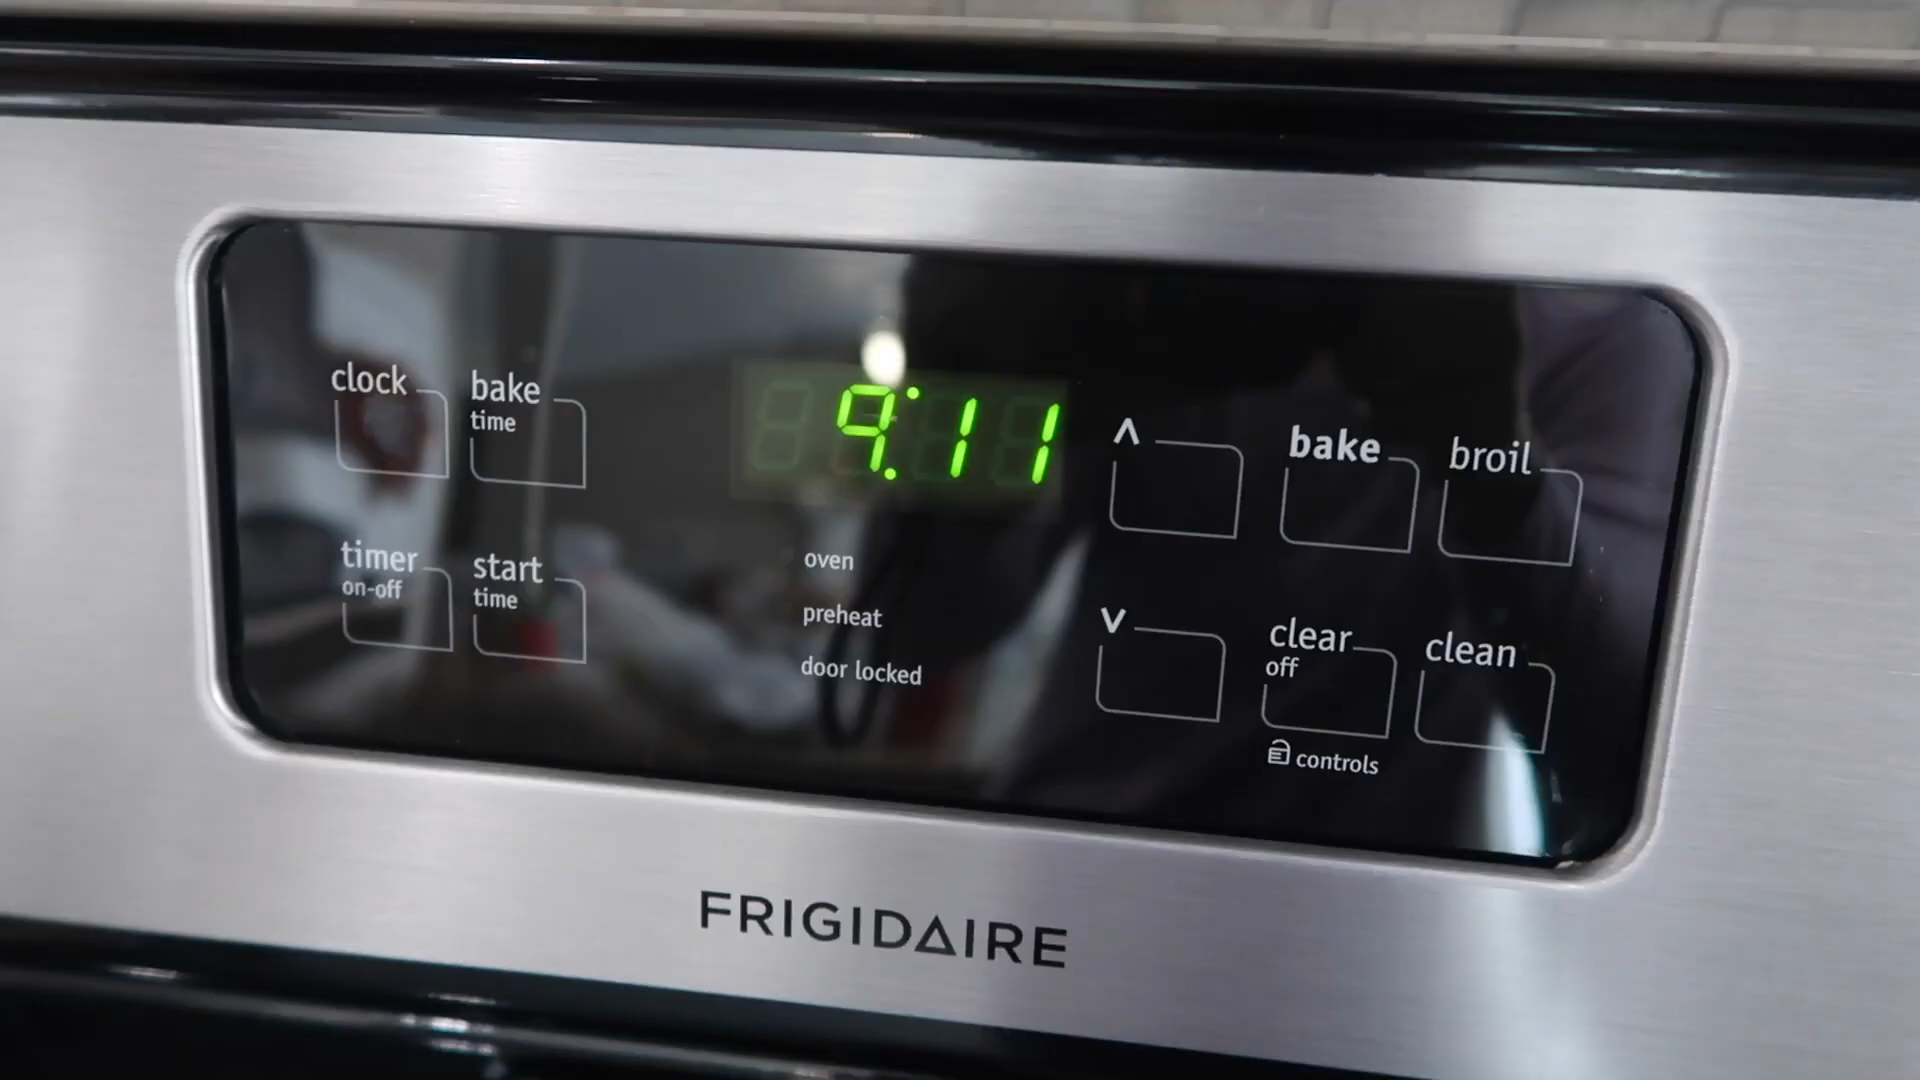 clock
bake
time
9:11
^
bake
broil
timer
on-off
start
time
oven
preheat
door locked
v
clear
off
clean
controls
FRIGIDAIRE